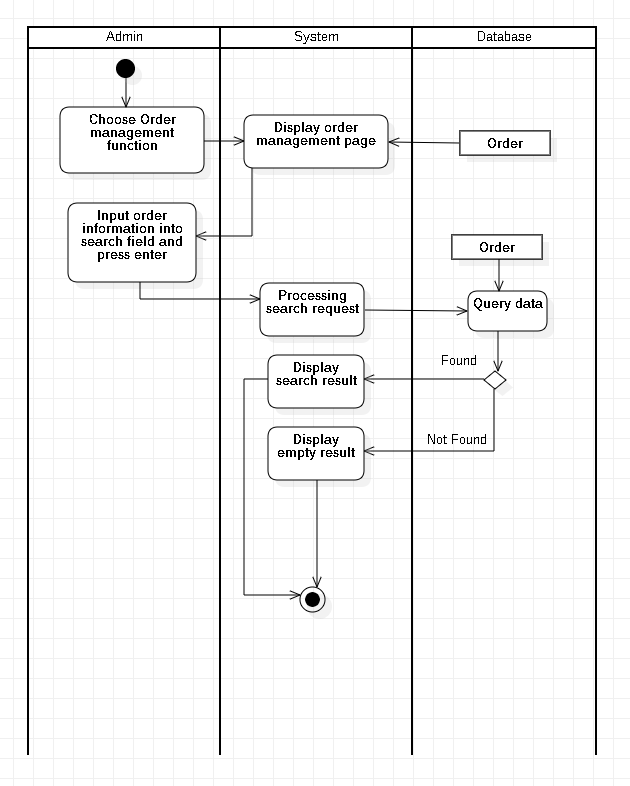 Admin
System
Database
Choose Order
management
function
Display order
management page
Order
Input order
information into
search field and
press enter
Order
Processing
search request
Query data
Found
Display
search result
Not Found
Display
empty result